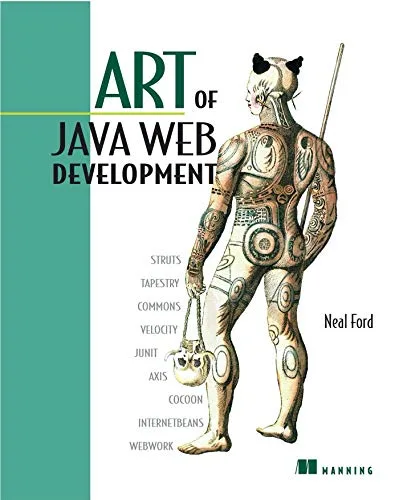 ART OF
JAVA WEB
DEVELOPMENT
STRUTS
TAPESTRY
COMMONS
VELOCITY
JUNIT
AXIS
COCOON
INTERNETBEANS
WEBWORK
Neal Ford
MANNING